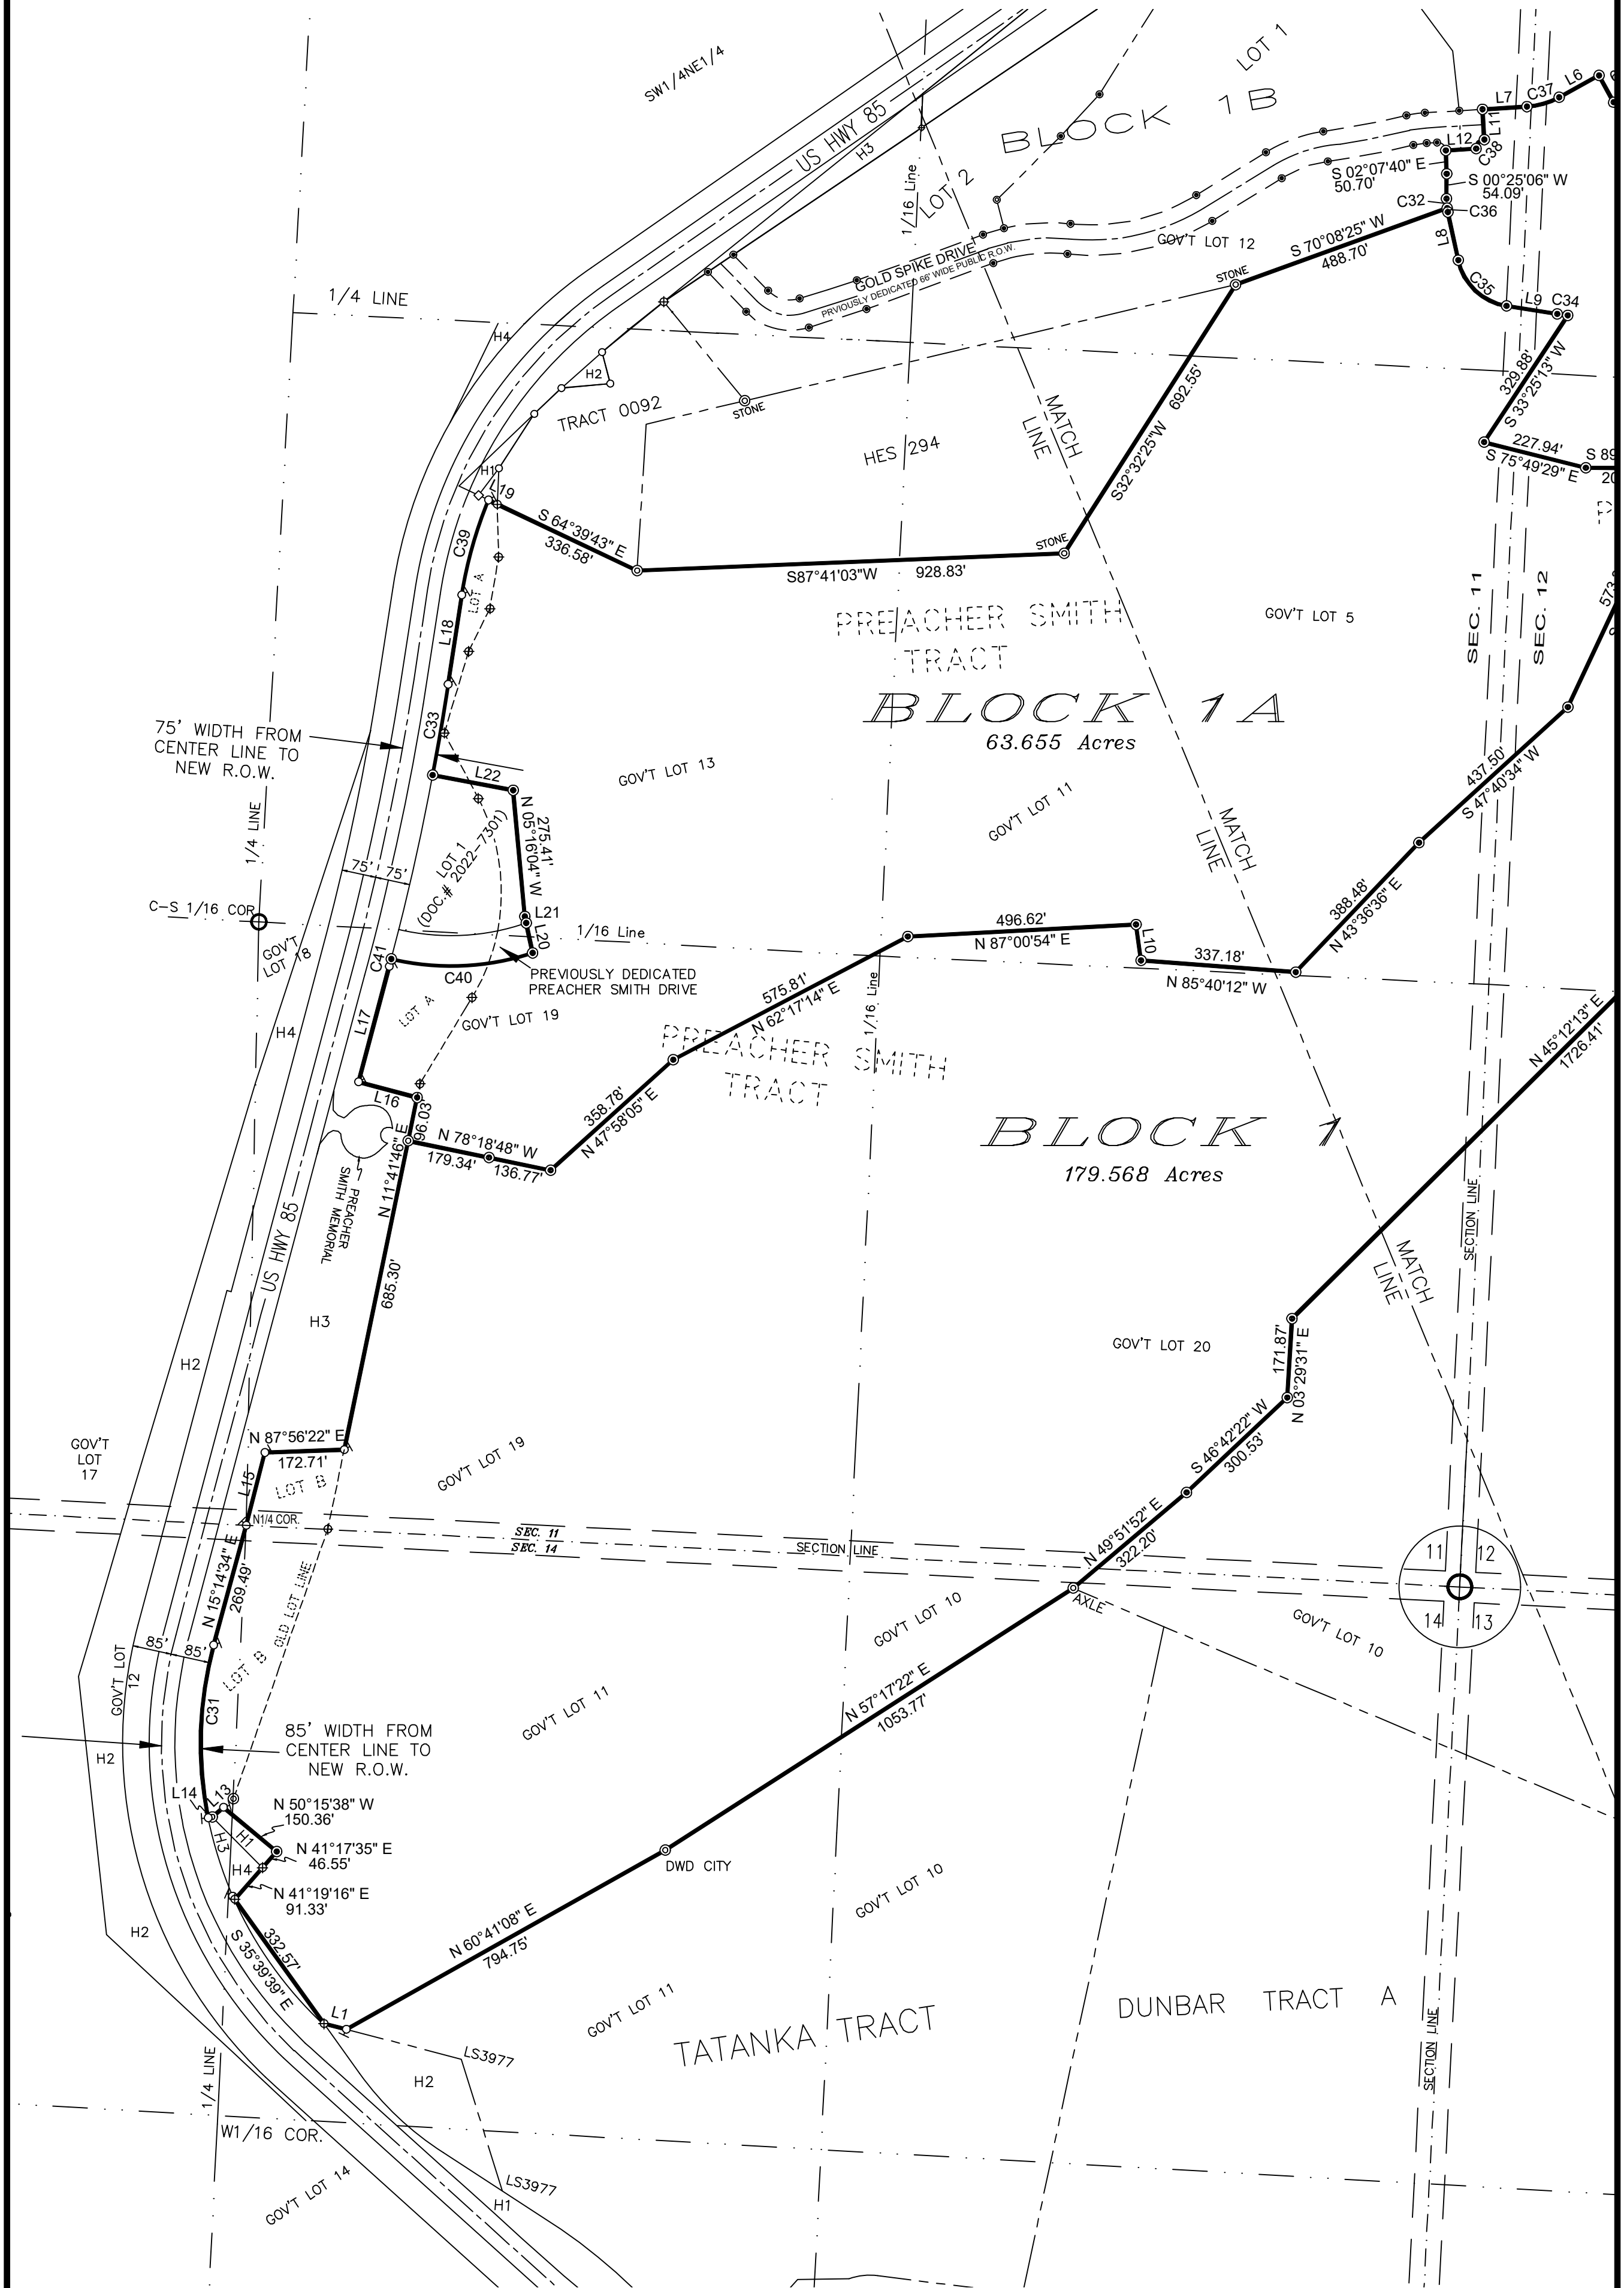 SW1/4NE1/4
LOT 1
BLOCK 1B
US HWY 85
H3
1/16 Line
LOT 2
L6
C37
L7
L11
L12
C38
S 02°07'40" E
50.70'
S 00°25'06" W
54.09'
C32
C36
GOV'T LOT 12
S 70°08'25" W
488.70'
L8
C35
L9
C34
GOLD SPIKE DRIVE
PRVIOUSLY DEDICATED 66' WIDE PUBLIC R.O.W.
STONE
1/4 LINE
H4
H2
TRACT 0092
STONE
HES 294
MATCH
LINE
692.55'
S32°32'25"W
329.88'
S 33°25'13" W
227.94'
S 75°49'29" E
S 89
20
H1
L19
S 64°39'43" E
336.58'
C39
LOT A
STONE
S87°41'03"W 928.83'
L18
PREACHER SMITH
TRACT
GOV'T LOT 5
SEC. 11
SEC. 12
573.
BLOCK 1A
63.655 Acres
75' WIDTH FROM
CENTER LINE TO
NEW R.O.W.
C33
L22
GOV'T LOT 13
275.41'
N 05°16'04" W
437.50'
S 47°40'34" W
GOV'T LOT 11
MATCH
LINE
1/4 LINE
LOT 1
(DOC.# 2022-7301)
75' 75'
388.48'
N 43°36'36" E
C-S 1/16 COR
GOV'T
LOT 18
L21
L20
1/16 Line
496.62'
N 87°00'54" E
L10
337.18'
N 85°40'12" W
C41
C40
PREVIOUSLY DEDICATED
PREACHER SMITH DRIVE
LOT A
GOV'T LOT 19
575.81'
N 62°17'14" E
1/16 Line
H4
L17
PREACHER SMITH
TRACT
N 45°12'13" E
1726.41'
L16
96.03'
N 11°41'46" E
N 78°18'48" W
179.34'
136.77'
358.78'
N 47°58'05" E
BLOCK 1
179.568 Acres
PREACHER
SMITH MEMORIAL
SECTION LINE
US HWY 85
685.30'
MATCH
LINE
H3
GOV'T LOT 20
171.87'
N 03°29'31" E
H2
S 46°42'22" W
300.53'
GOV'T
LOT
17
N 87°56'22" E
172.71'
GOV'T LOT 19
L15
LOT B
N1/4 COR.
SEC. 11
SEC. 14
SECTION LINE
N 49°51'52" E
322.20'
11 12
14 13
AXLE
N 15°14'34" E
269.49'
OLD LOT LINE
GOV'T LOT 10
GOV'T LOT 10
85' 85'
LOT B
GOV'T LOT
12
C31
GOV'T LOT 11
N 57°17'22" E
1053.77'
85' WIDTH FROM
CENTER LINE TO
NEW R.O.W.
H2
L14
L13
N 50°15'38" W
150.36'
H1
H3
N 41°17'35" E
46.55'
H4
N 41°19'16" E
91.33'
DWD CITY
GOV'T LOT 10
H2
332.57'
S 35°39'39" E
N 60°41'08" E
794.75'
L1
GOV'T LOT 11
DUNBAR TRACT A
TATANKA TRACT
LS3977
H2
1/4 LINE
SECTION LINE
W1/16 COR.
LS3977
H1
GOV'T LOT 14